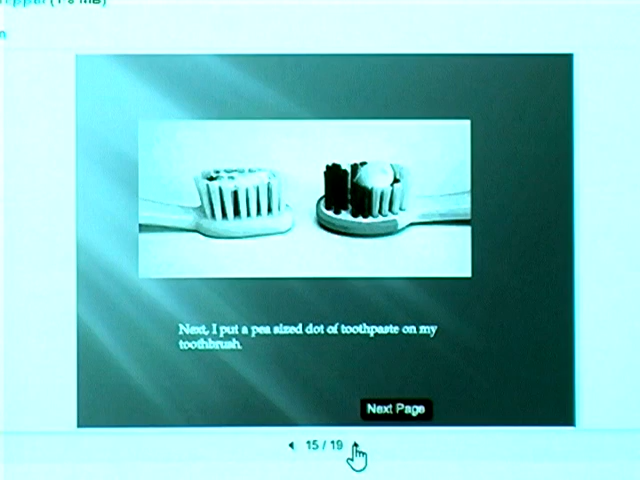 Next, I put a pea sized dot of toothpaste on my
toothbrush.
Next Page
15 / 19